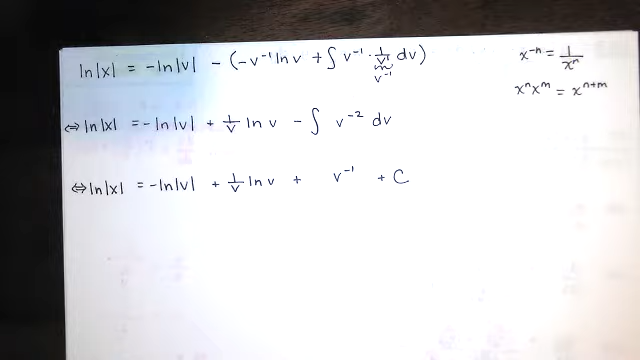 ln|x| = -ln|v| - (-v⁻¹ ln v + ∫ v⁻¹ · 1/v dv)
v⁻¹
x⁻ⁿ = 1/xⁿ
xⁿxᵐ = xⁿ⁺ᵐ
⇔ ln|x| = -ln|v| + 1/v ln v - ∫ v⁻² dv
⇔ ln|x| = -ln|v| + 1/v ln v + v⁻¹ + C